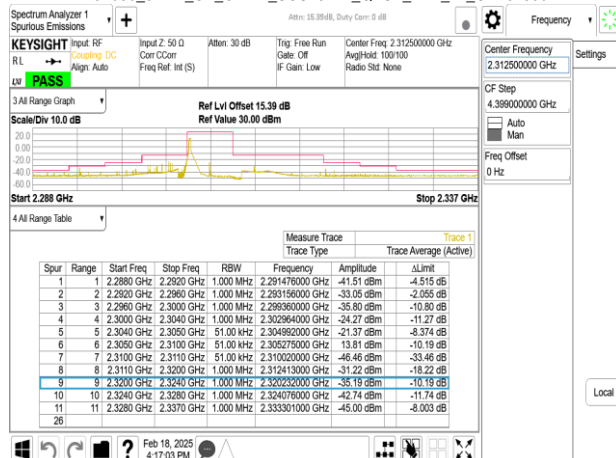 Spectrum Analyzer 1
Spurious Emissions
Attn: 15.39dB, Duty Corr: 0 dB
Frequency
KEYSIGHT
RL
PASS
Input: RF
Coupling: DC
Align: Auto
Input Z: 50 Ω
Corr CCorr
Freq Ref: Int (S)
Atten: 30 dB
Trig: Free Run
Gate: Off
IF Gain: Low
Center Freq: 2.312500000 GHz
Avg|Hold: 100/100
Radio Std: None
Center Frequency
2.312500000 GHz
Settings
CF Step
4.399000000 GHz
Auto
Man
Freq Offset
0 Hz
3 All Range Graph
Scale/Div 10.0 dB
Ref Lvl Offset 15.39 dB
Ref Value 30.00 dBm
20.0
0.00
-20.0
-40.0
-60.0
Start 2.288 GHz
Stop 2.337 GHz
4 All Range Table
Measure Trace Trace 1
Trace Type Trace Average (Active)
Spur Range Start Freq Stop Freq RBW Frequency Amplitude ΔLimit
1 1 2.2880 GHz 2.2920 GHz 1.000 MHz 2.291476000 GHz -41.51 dBm -4.515 dB
2 2 2.2920 GHz 2.2960 GHz 1.000 MHz 2.293156000 GHz -33.05 dBm -2.055 dB
3 3 2.2960 GHz 2.3000 GHz 1.000 MHz 2.299360000 GHz -35.80 dBm -10.80 dB
4 4 2.3000 GHz 2.3040 GHz 1.000 MHz 2.302964000 GHz -24.27 dBm -11.27 dB
5 5 2.3040 GHz 2.3050 GHz 51.00 kHz 2.304992000 GHz -21.37 dBm -8.374 dB
6 6 2.3050 GHz 2.3100 GHz 51.00 kHz 2.305275000 GHz 13.81 dBm -10.19 dB
7 7 2.3100 GHz 2.3110 GHz 51.00 kHz 2.310020000 GHz -46.46 dBm -33.46 dB
8 8 2.3110 GHz 2.3200 GHz 1.000 MHz 2.312413000 GHz -31.22 dBm -18.22 dB
9 9 2.3200 GHz 2.3240 GHz 1.000 MHz 2.320232000 GHz -35.19 dBm -10.19 dB
10 10 2.3240 GHz 2.3280 GHz 1.000 MHz 2.324076000 GHz -42.74 dBm -11.74 dB
11 11 2.3280 GHz 2.3370 GHz 1.000 MHz 2.333301000 GHz -45.00 dBm -8.003 dB
26
Local
?
Feb 18, 2025
4:17:03 PM